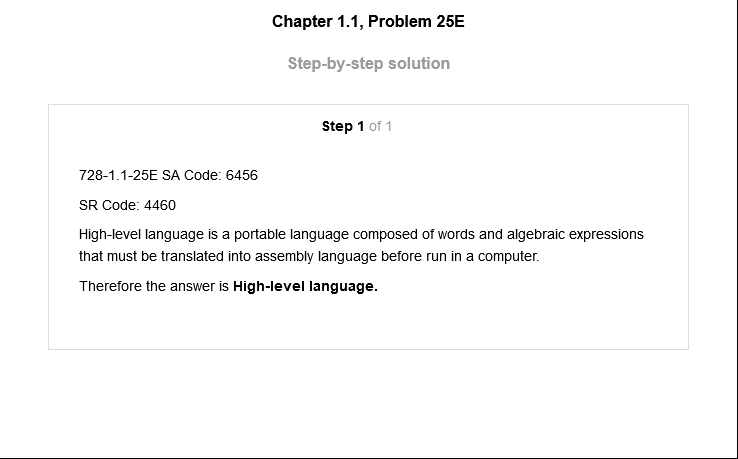 Chapter 1.1, Problem 25E
Step-by-step solution
Step 1 of 1
728-1.1-25E SA Code: 6456
SR Code: 4460
High-level language is a portable language composed of words and algebraic expressions
that must be translated into assembly language before run in a computer.
Therefore the answer is High-level language.